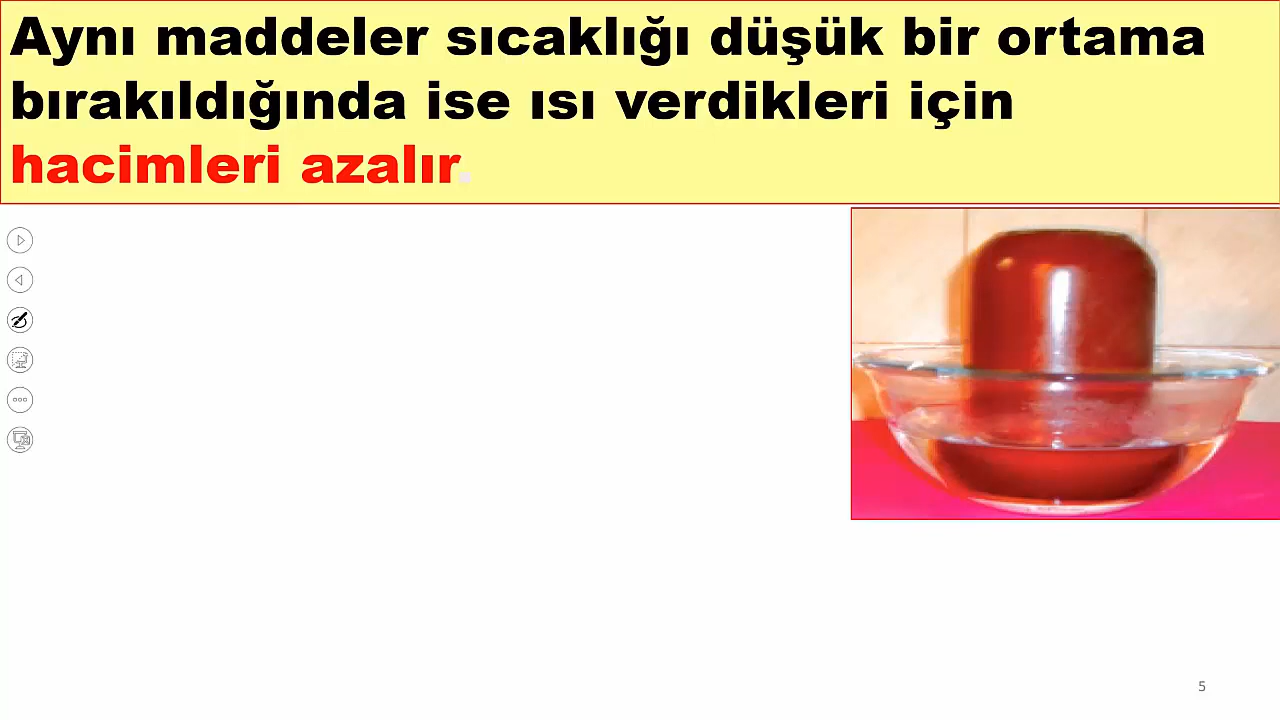 Aynı maddeler sıcaklığı düşük bir ortama
bırakıldığında ise ısı verdikleri için
hacimleri azalır.
5